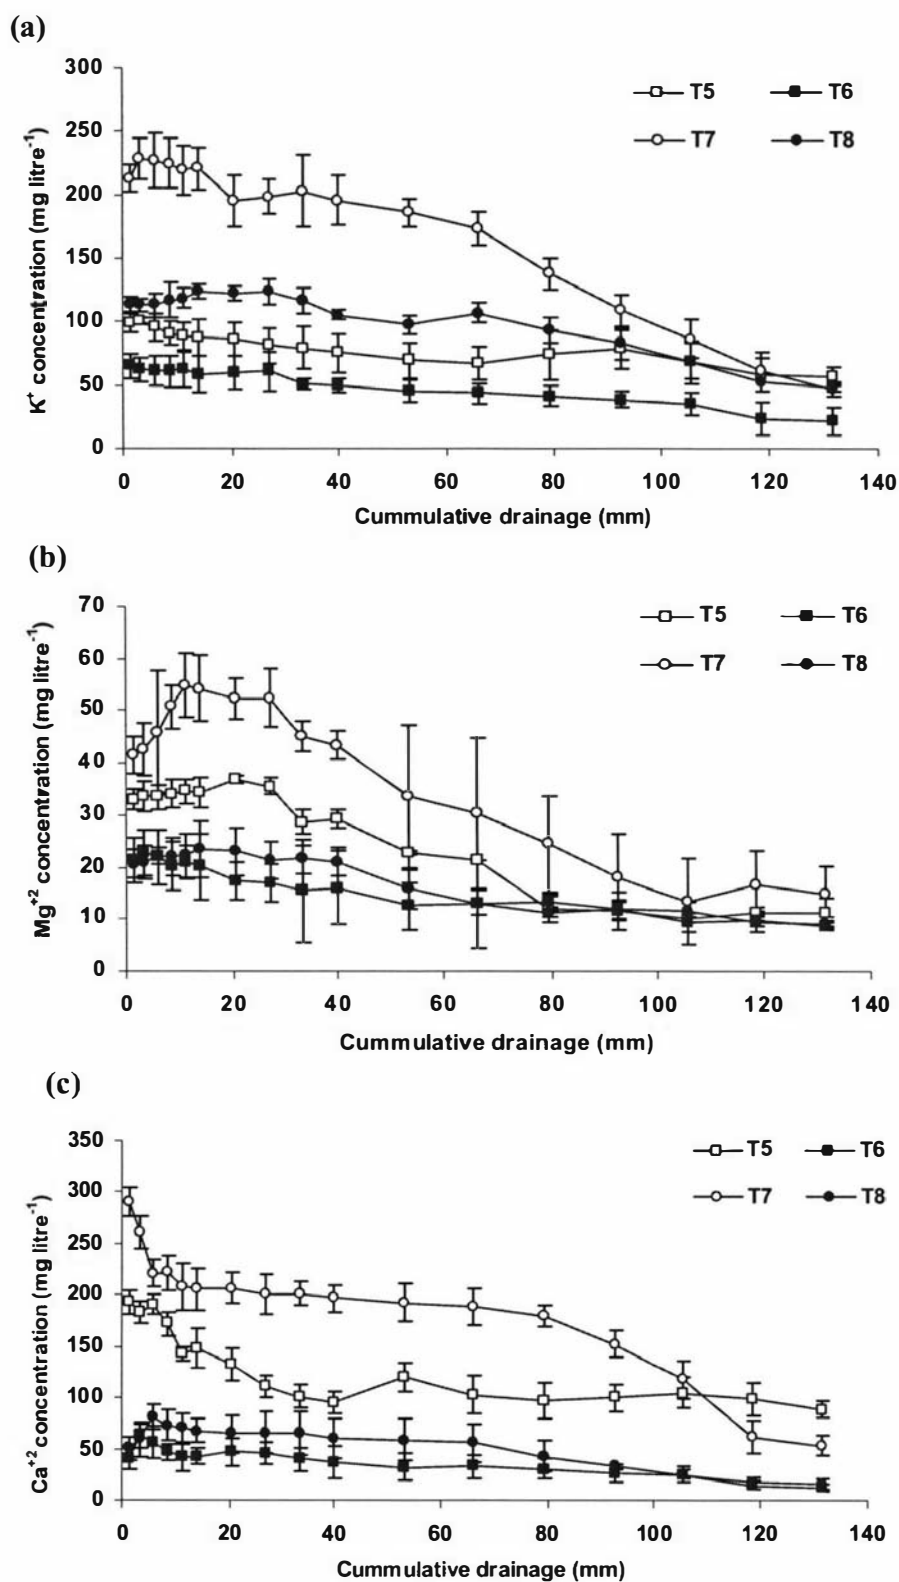 (a)
300
250
200
150
100
50
0
K⁺ concentration (mg litre⁻¹)
T5 T6
T7 T8
0 20 40 60 80 100 120 140
Cummulative drainage (mm)
(b)
70
60
50
40
30
20
10
0
Mg⁺² concentration (mg litre⁻¹)
T5 T6
T7 T8
0 20 40 60 80 100 120 140
Cummulative drainage (mm)
(c)
350
300
250
200
150
100
50
0
Ca⁺² concentration (mg litre⁻¹)
T5 T6
T7 T8
0 20 40 60 80 100 120 140
Cummulative drainage (mm)